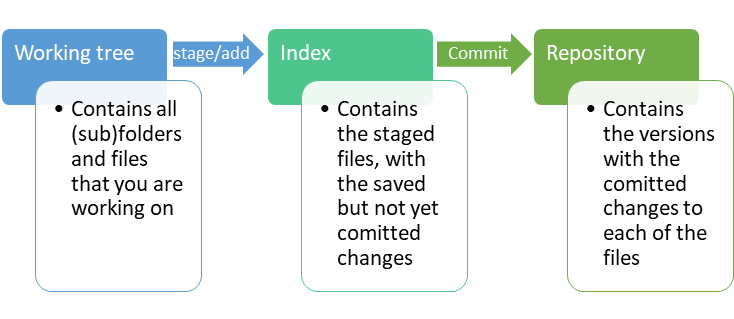 Working tree
stage/add
Index
Commit
Repository
• Contains all
(sub)folders
and files
that you are
working on
• Contains
the staged
files, with
the saved
but not yet
comitted
changes
• Contains
the versions
with the
comitted
changes to
each of the
files